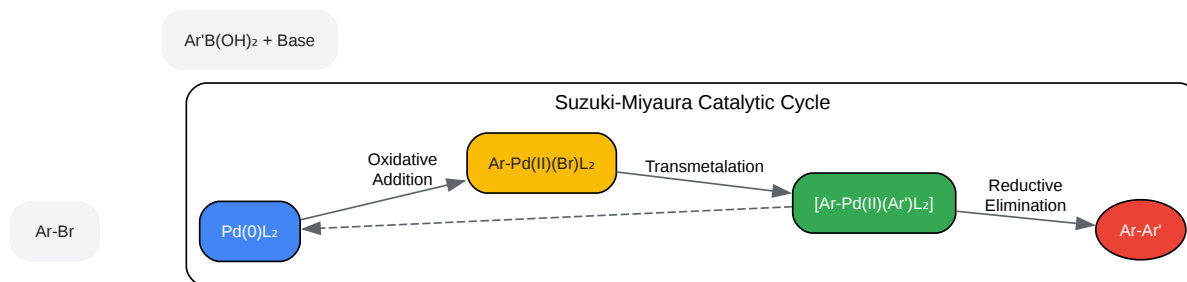 Ar'B(OH)₂ + Base
Suzuki-Miyaura Catalytic Cycle
Oxidative
Addition
Ar-Pd(II)(Br)L₂
Transmetalation
[Ar-Pd(II)(Ar')L₂]
Reductive
Elimination
Ar-Br
Pd(0)L₂
Ar-Ar'